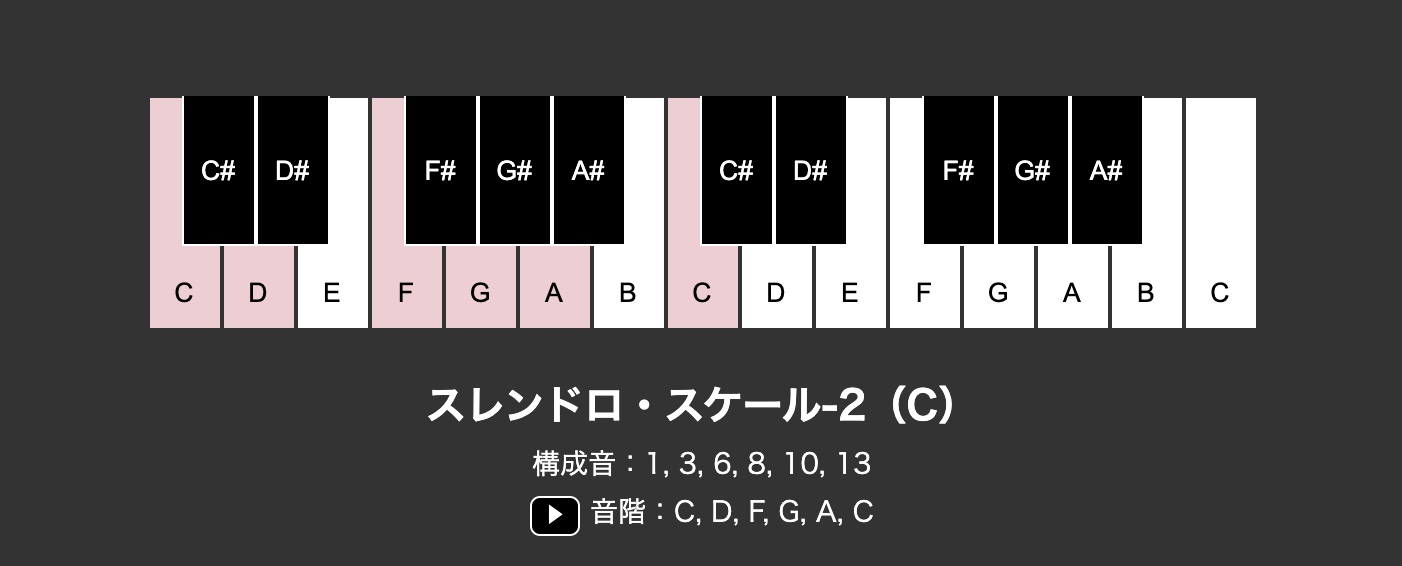 C# D# F# G# A# C# D# F# G# A#
C D E F G A B C D E F G A B C
スレンドロ・スケール-2（C）
構成音：1, 3, 6, 8, 10, 13
音階：C, D, F, G, A, C